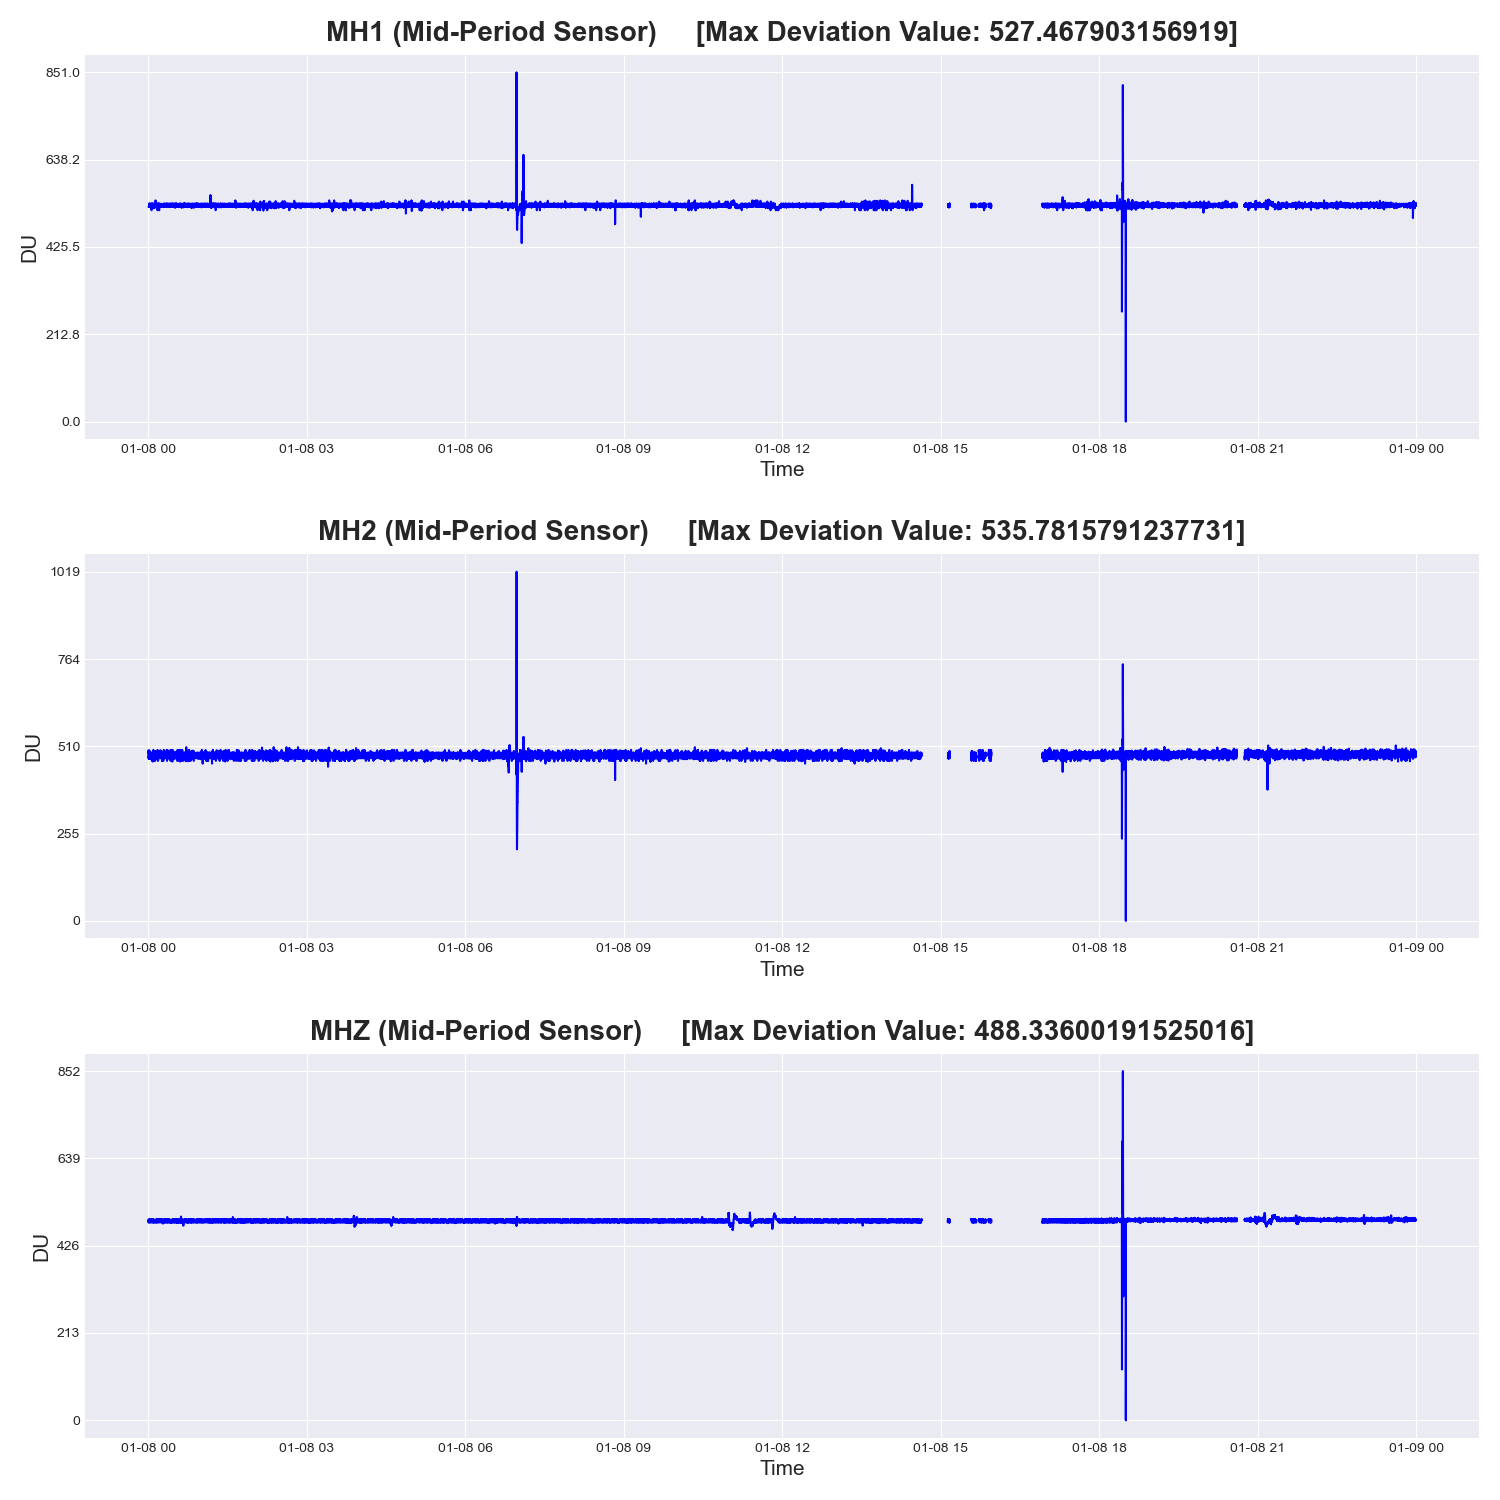 MH1 (Mid-Period Sensor) [Max Deviation Value: 527.467903156919]
851.0
638.2
425.5
212.8
0.0
DU
01-08 00 01-08 03 01-08 06 01-08 09 01-08 12 01-08 15 01-08 18 01-08 21 01-09 00
Time
MH2 (Mid-Period Sensor) [Max Deviation Value: 535.7815791237731]
1019
764
510
255
0
DU
01-08 00 01-08 03 01-08 06 01-08 09 01-08 12 01-08 15 01-08 18 01-08 21 01-09 00
Time
MHZ (Mid-Period Sensor) [Max Deviation Value: 488.33600191525016]
852
639
426
213
0
DU
01-08 00 01-08 03 01-08 06 01-08 09 01-08 12 01-08 15 01-08 18 01-08 21 01-09 00
Time